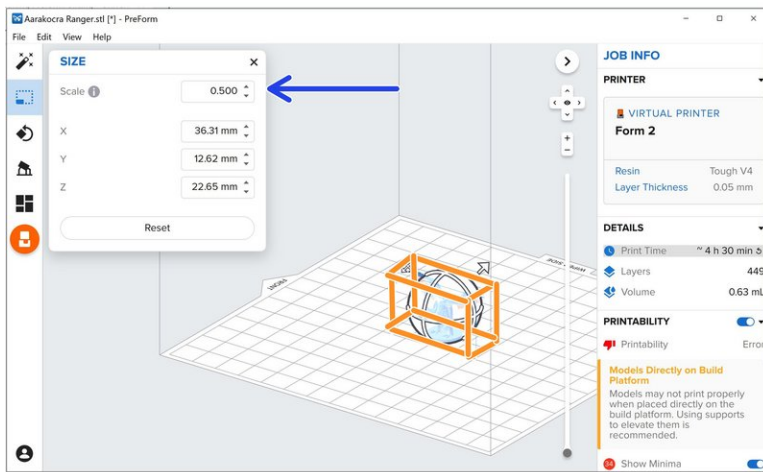 Aarakocra Ranger.stl [*] - PreForm
File Edit View Help
SIZE
Scale
0.500
X
36.31 mm
Y
12.62 mm
Z
22.65 mm
Reset
FRONT
JOB INFO
PRINTER
VIRTUAL PRINTER
Form 2
Resin Tough V4
Layer Thickness 0.05 mm
DETAILS
Print Time ~ 4 h 30 min
Layers 449
Volume 0.63 mL
PRINTABILITY
Printability Error
Models Directly on Build
Platform
Models may not print properly
when placed directly on the
build platform. Using supports
to elevate them is
recommended.
34 Show Minima